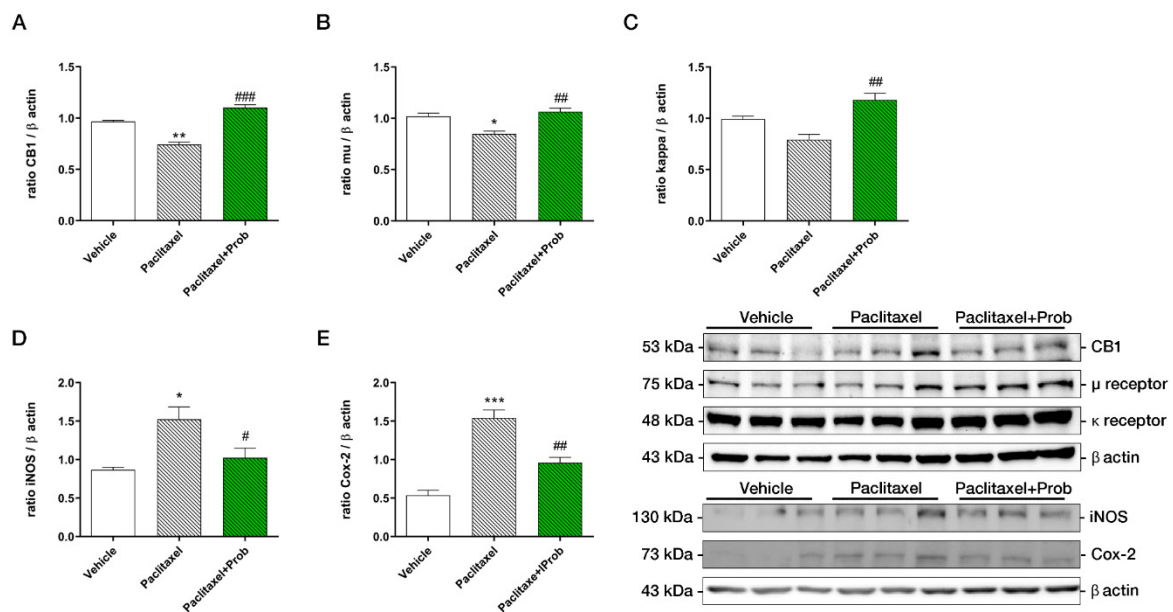 A
ratio CB1 / β actin
1.5
1.0
0.5
0.0
**
###
Vehicle
Paclitaxel
Paclitaxel+Prob
B
ratio mu / β actin
1.5
1.0
0.5
0.0
*
##
Vehicle
Paclitaxel
Paclitaxel+Prob
C
ratio kappa / β actin
1.5
1.0
0.5
0.0
##
Vehicle
Paclitaxel
Paclitaxel+Prob
D
ratio iNOS / β actin
2.0
1.5
1.0
0.5
0.0
*
#
Vehicle
Paclitaxel
Paclitaxel+Prob
E
ratio Cox-2 / β actin
2.0
1.5
1.0
0.5
0.0
***
##
Vehicle
Paclitaxel
Paclitaxel+IProb
Vehicle Paclitaxel Paclitaxel+Prob
53 kDa CB1
75 kDa μ receptor
48 kDa κ receptor
43 kDa β actin
Vehicle Paclitaxel Paclitaxel+Prob
130 kDa iNOS
73 kDa Cox-2
43 kDa β actin